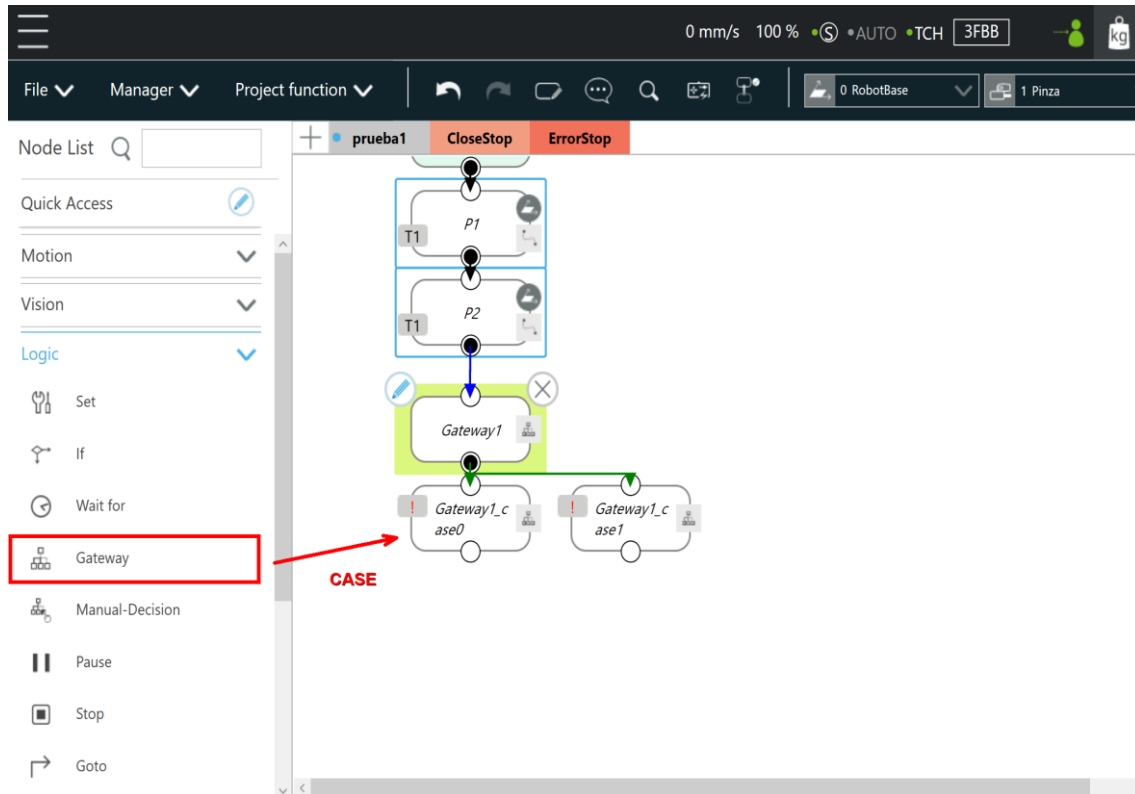 0 mm/s 100 % S AUTO TCH 3FBB kg
File Manager Project function 0 RobotBase 1 Pinza
Node List
prueba1 CloseStop ErrorStop
Quick Access
Motion
Vision
Logic
Set
If
Wait for
Gateway
Manual-Decision
Pause
Stop
Goto
P1
T1
P2
T1
Gateway1
! Gateway1_c
ase0
! Gateway1_c
ase1
CASE